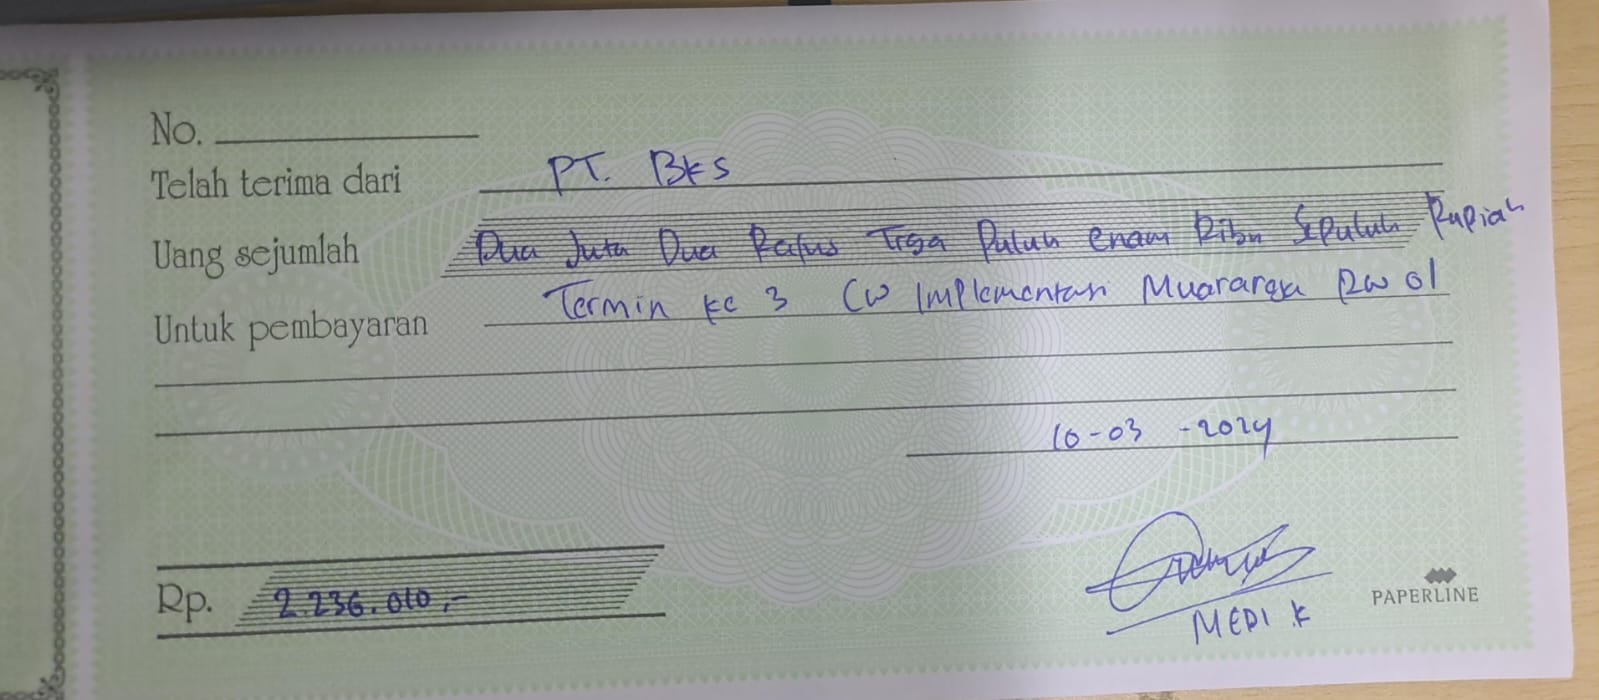 No.
Telah terima dari PT. BKS
Uang sejumlah Dua Juta Dua Ratus Tiga Puluh enam Ribu Sepuluh Rupiah
Untuk pembayaran Termin ke 3 CW Implementasi Muararaja RW 01
10-03-2024
Rp. 2.236.010,-
MEDI .K
PAPERLINE